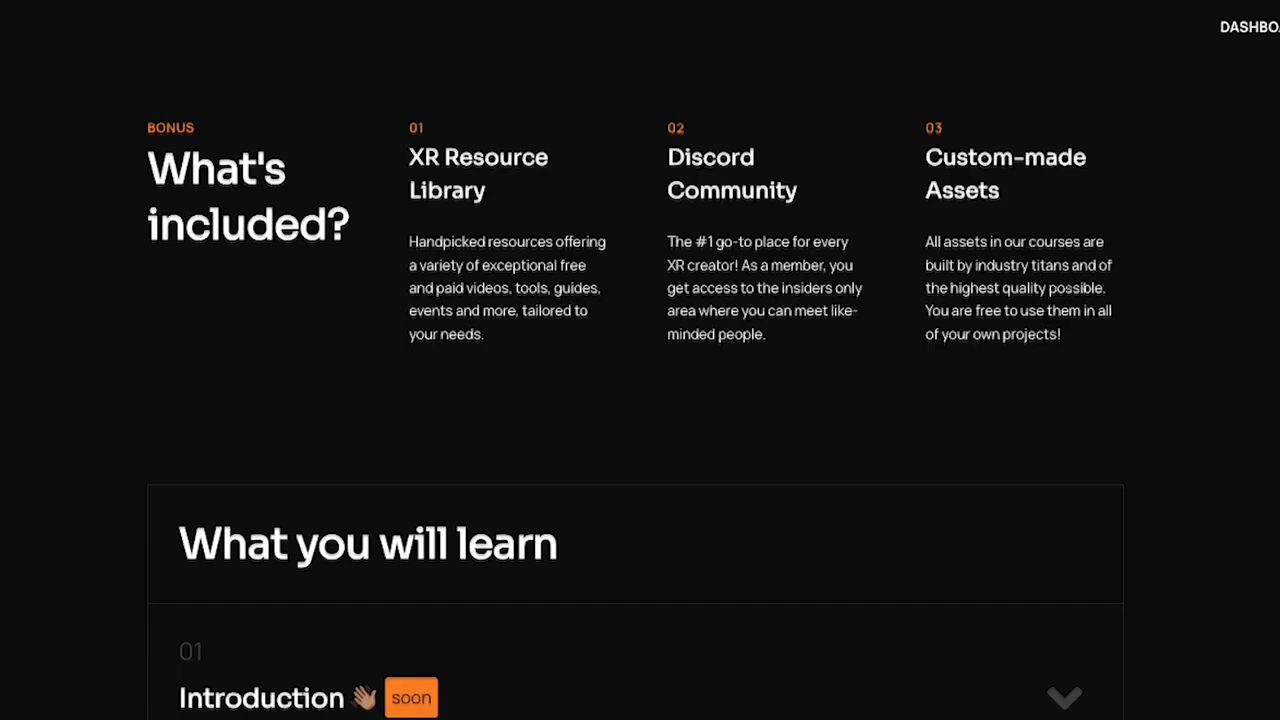 BONUS
What's
included?
01
XR Resource
Library
Handpicked resources offering
a variety of exceptional free
and paid videos, tools, guides,
events and more, tailored to
your needs.
02
Discord
Community
The #1 go-to place for every
XR creator! As a member, you
get access to the insiders only
area where you can meet like-
minded people.
03
Custom-made
Assets
All assets in our courses are
built by industry titans and of
the highest quality possible.
You are free to use them in all
of your own projects!
What you will learn
01
Introduction 👋🏽 soon